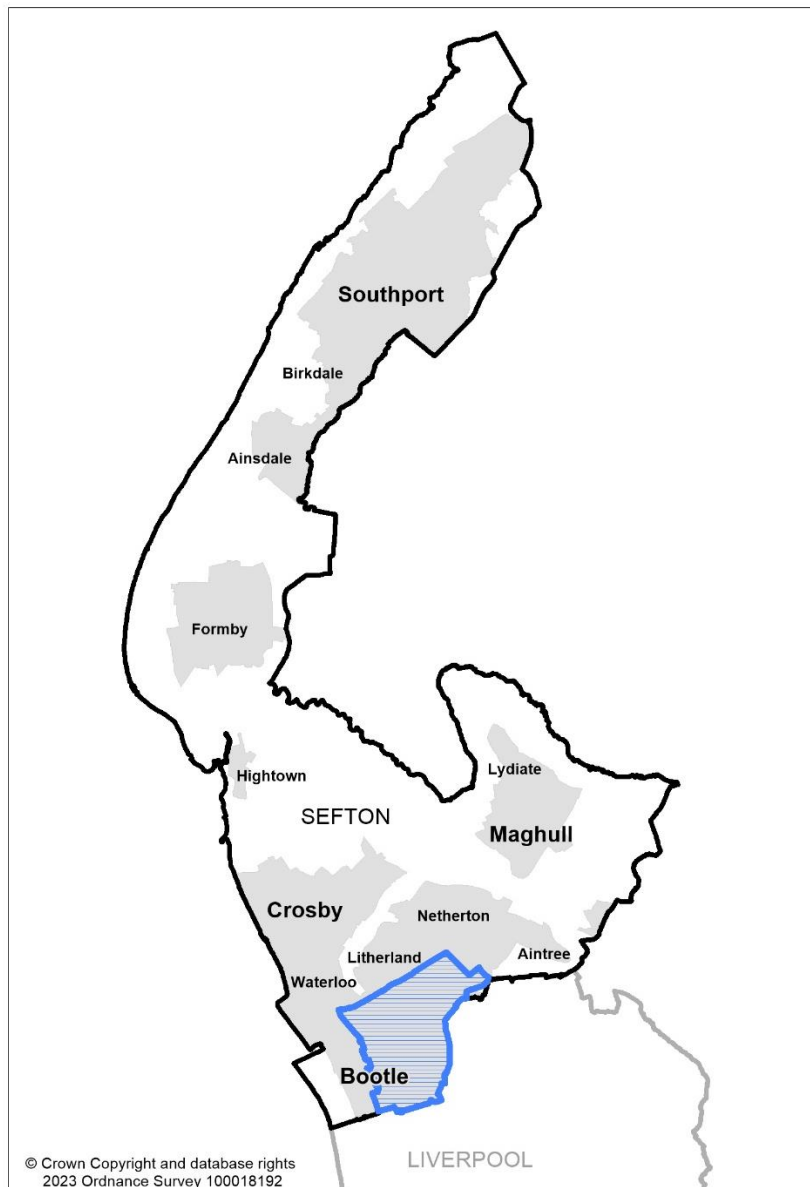 Southport
Birkdale
Ainsdale
Formby
Hightown
Lydiate
SEFTON
Maghull
Crosby
Netherton
Litherland
Aintree
Waterloo
Bootle
LIVERPOOL
© Crown Copyright and database rights
2023 Ordnance Survey 100018192